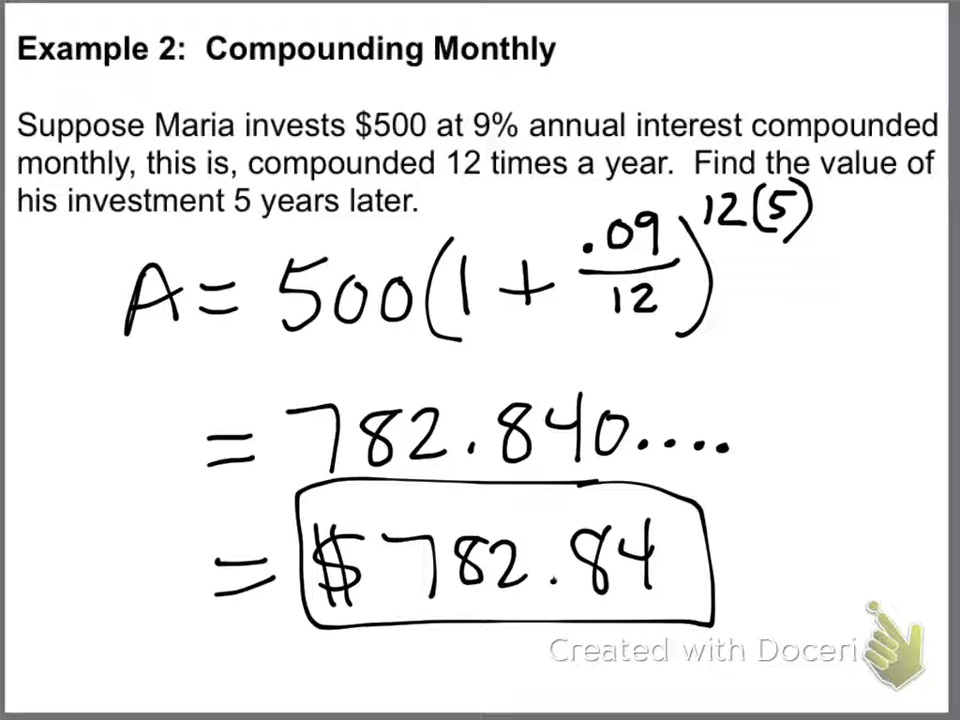 Example 2: Compounding Monthly
Suppose Maria invests $500 at 9% annual interest compounded
monthly, this is, compounded 12 times a year. Find the value of
his investment 5 years later.
A = 500(1 + .09/12)^12(5)
= 782.840....
= $782.84
Created with Doceri